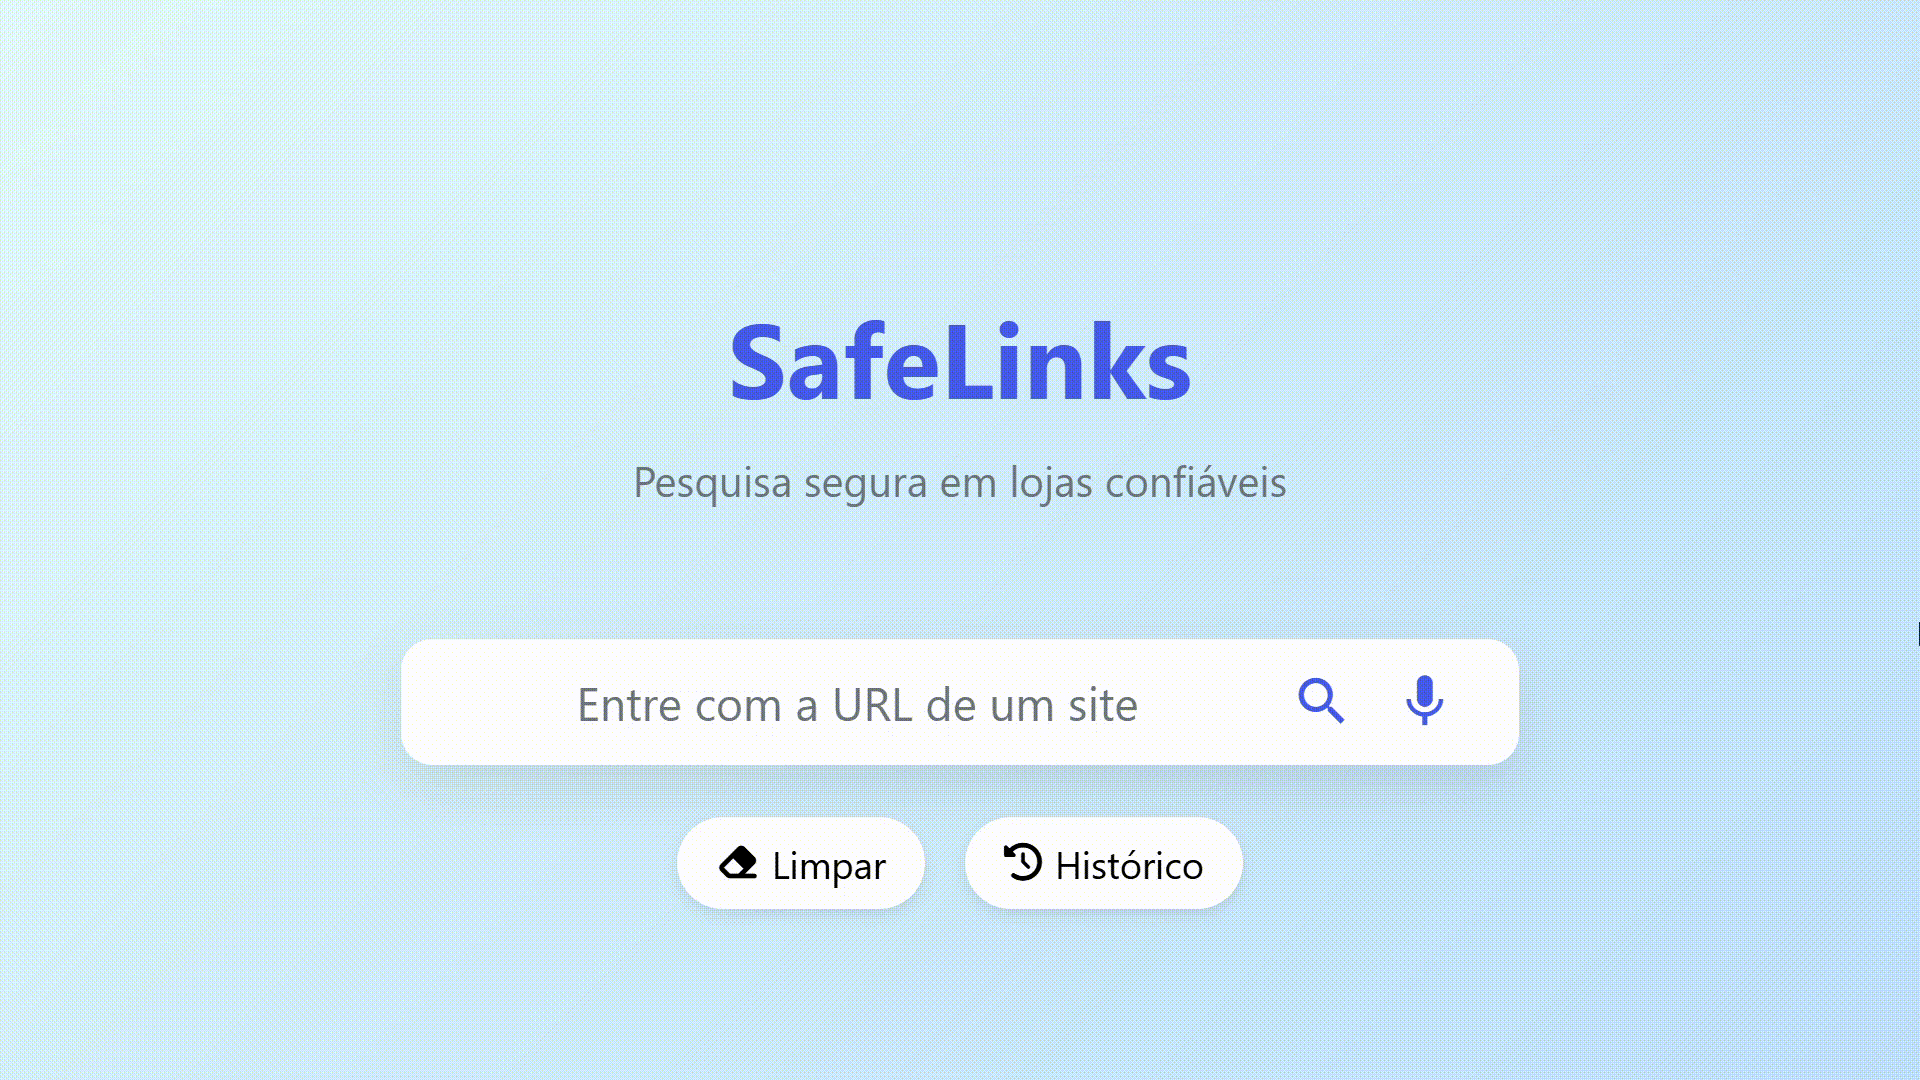 SafeLinks
Pesquisa segura em lojas confiáveis
Entre com a URL de um site
Limpar
Histórico